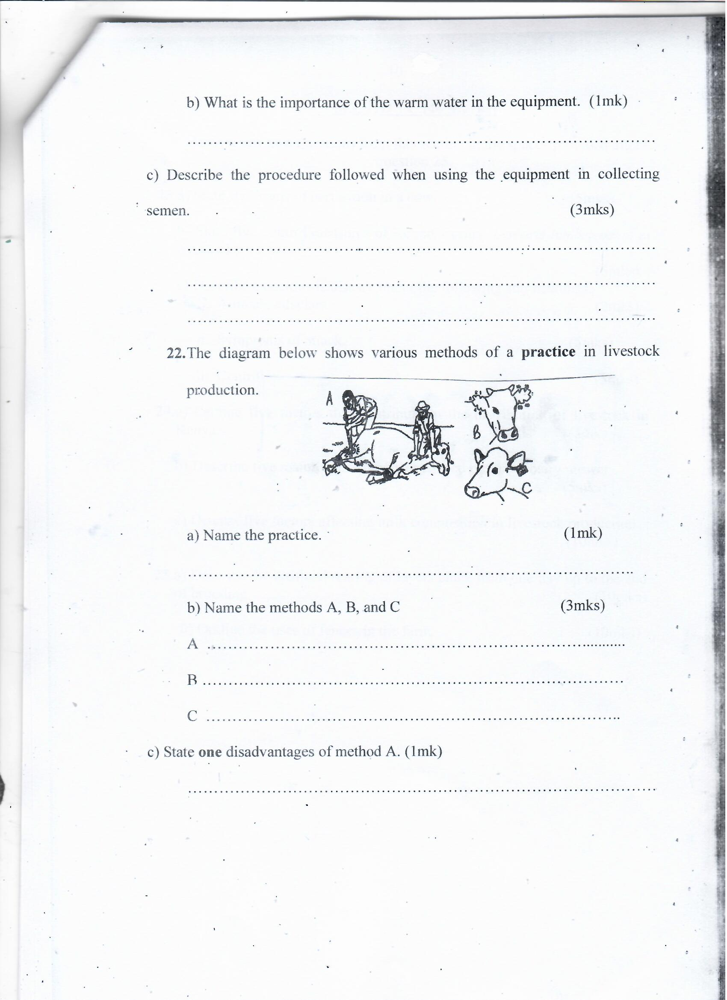 b) What is the importance of the warm water in the equipment. (1mk)
................................................................................
c) Describe the procedure followed when using the equipment in collecting
semen. (3mks)
................................................................................
................................................................................
................................................................................
22.The diagram below shows various methods of a practice in livestock
production.
A
B
C
a) Name the practice. (1mk)
................................................................................
b) Name the methods A, B, and C (3mks)
A ................................................................................
B ................................................................................
C ................................................................................
c) State one disadvantages of method A. (1mk)
................................................................................